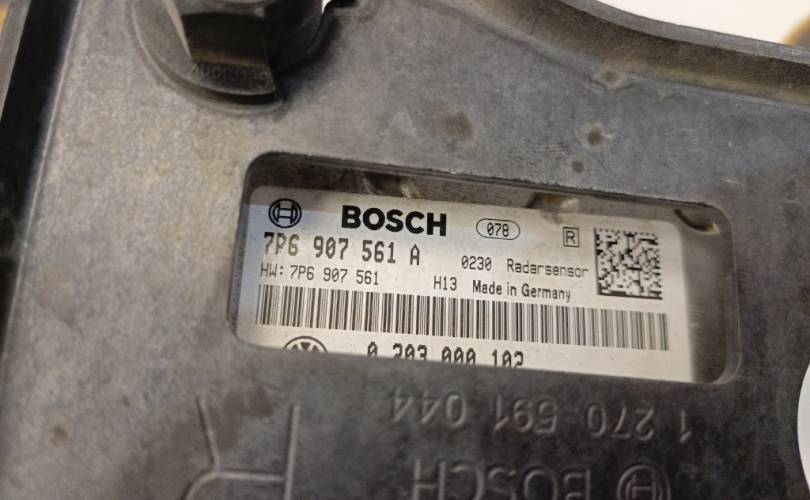 BOSCH 078 R
7P6 907 561 A 0230 Radarsensor
HW: 7P6 907 561 H13 Made in Germany
0 203 000 102
1 270 591 044
BOSCH
R